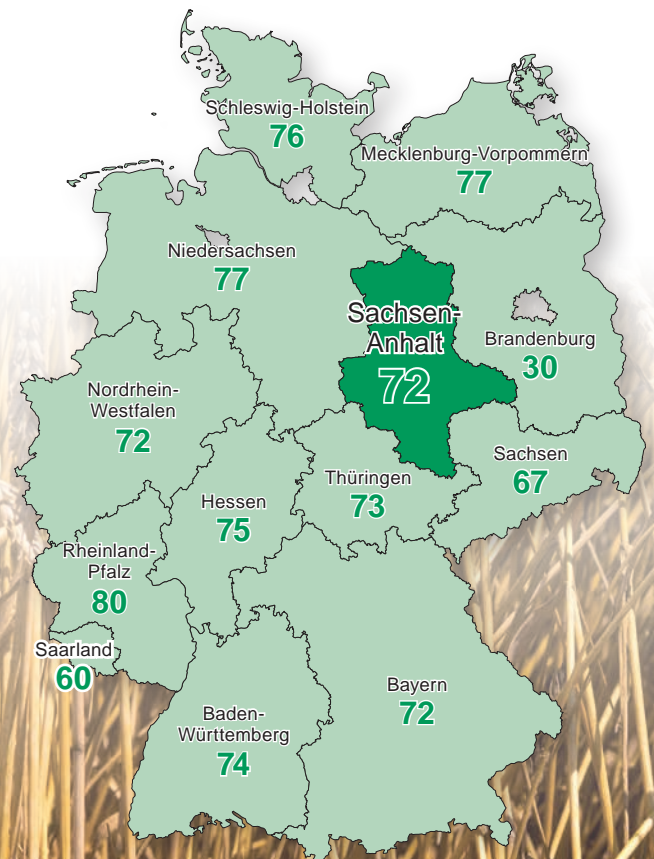 Schleswig-Holstein
76
Mecklenburg-Vorpommern
77
Niedersachsen
77
Sachsen-
Anhalt
72
Brandenburg
30
Nordrhein-
Westfalen
72
Sachsen
67
Thüringen
73
Hessen
75
Rheinland-
Pfalz
80
Saarland
60
Bayern
72
Baden-
Württemberg
74